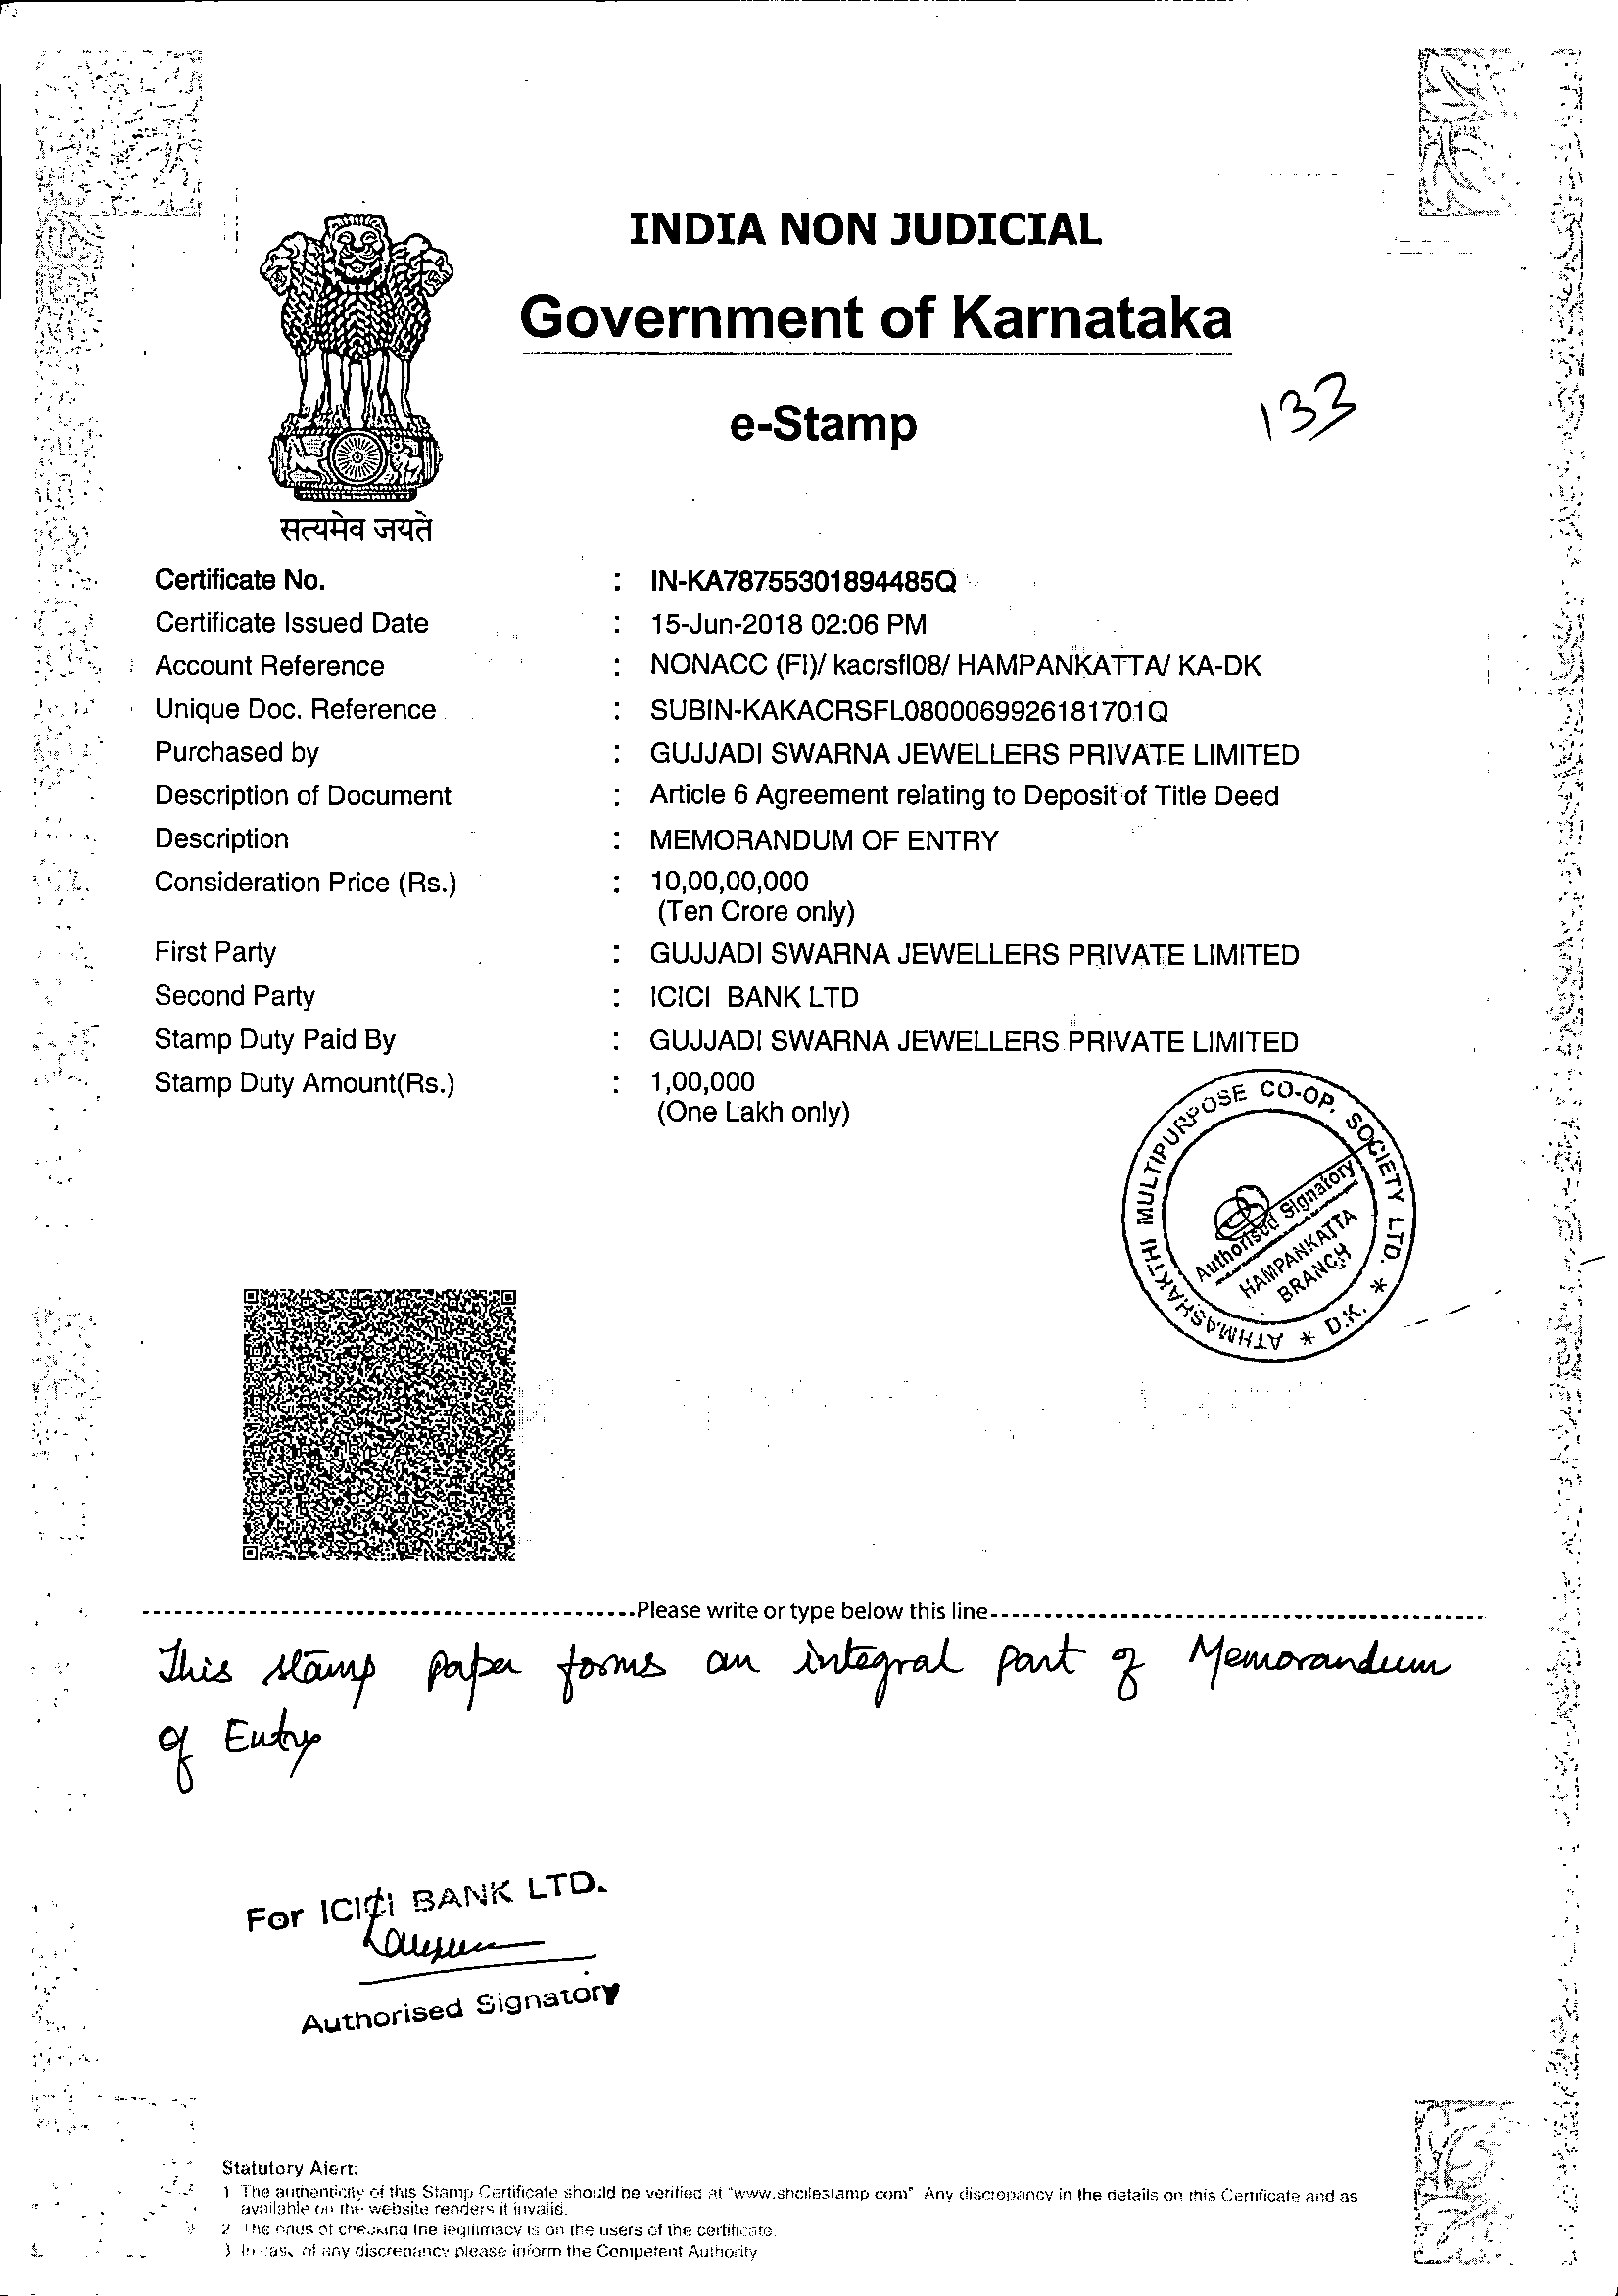 INDIA NON JUDICIAL
Government of Karnataka
e-Stamp
133
सत्यमेव जयते
Certificate No. : IN-KA78755301894485Q
Certificate Issued Date : 15-Jun-2018 02:06 PM
Account Reference : NONACC (FI)/ kacrsfl08/ HAMPANKATTA/ KA-DK
Unique Doc. Reference : SUBIN-KAKACRSFL0800069926181701Q
Purchased by : GUJJADI SWARNA JEWELLERS PRIVATE LIMITED
Description of Document : Article 6 Agreement relating to Deposit of Title Deed
Description : MEMORANDUM OF ENTRY
Consideration Price (Rs.) : 10,00,00,000
(Ten Crore only)
First Party : GUJJADI SWARNA JEWELLERS PRIVATE LIMITED
Second Party : ICICI BANK LTD
Stamp Duty Paid By : GUJJADI SWARNA JEWELLERS PRIVATE LIMITED
Stamp Duty Amount(Rs.) : 1,00,000
(One Lakh only)
ATHMASHAKTHI MULTIPURPOSE CO-OP. SOCIETY LTD. * D.K. *
Authorised Signatory
HAMPANKATTA
BRANCH
Please write or type below this line
This stamp paper forms an integral part of Memorandum
of Entry
For ICICI BANK LTD.
Authorised Signatory
Statutory Alert:
1 The authenticity of this Stamp Certificate should be verified at "www.shcilestamp com" Any discrepancy in the details on this Certificate and as
available on the website renders it invalid.
2 The onus of checking the legitimacy is on the users of the certificate.
3 In case of any discrepancy please inform the Competent Authority